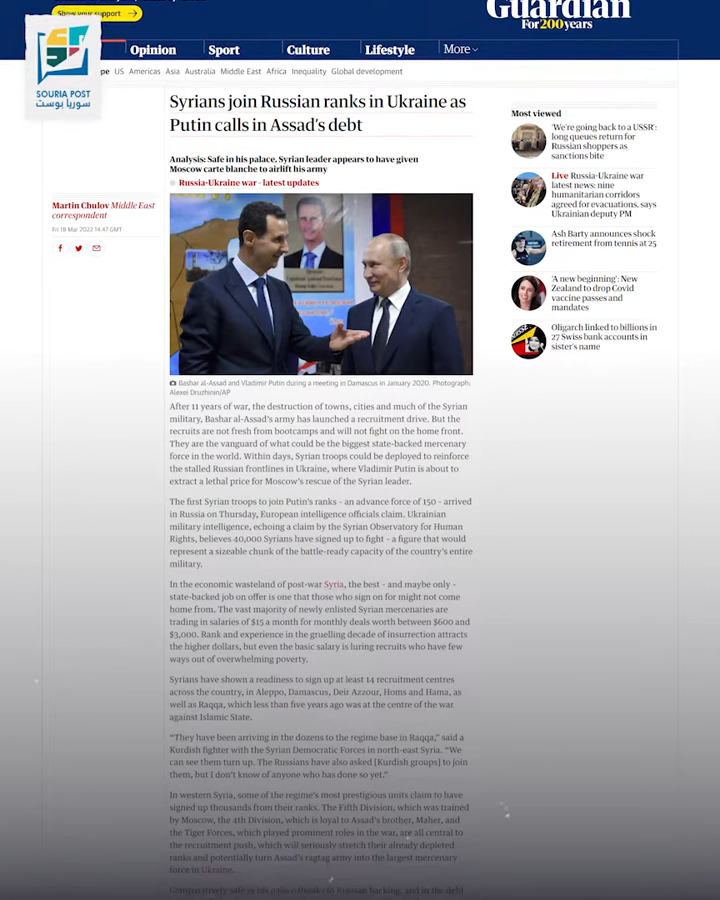 Show your support →
Guardian
For 200 years
Opinion
Sport
Culture
Lifestyle
More
SOURIA POST
سوريا بوست
pe US Americas Asia Australia Middle East Africa Inequality Global development
Syrians join Russian ranks in Ukraine as
Putin calls in Assad's debt
Analysis: Safe in his palace, Syrian leader appears to have given
Moscow carte blanche to airlift his army
Russia-Ukraine war - latest updates
Martin Chulov Middle East
correspondent
Fri 18 Mar 2022 14.47 GMT
Bashar al-Assad and Vladimir Putin during a meeting in Damascus in January 2020. Photograph:
Alexei Druzhinin/AP
After 11 years of war, the destruction of towns, cities and much of the Syrian
military, Bashar al-Assad's army has launched a recruitment drive. But the
recruits are not fresh from bootcamps and will not fight on the home front.
They are the vanguard of what could be the biggest state-backed mercenary
force in the world. Within days, Syrian troops could be deployed to reinforce
the stalled Russian frontlines in Ukraine, where Vladimir Putin is about to
extract a lethal price for Moscow's rescue of the Syrian leader.
The first Syrian troops to join Putin's ranks - an advance force of 150 - arrived
in Russia on Thursday, European intelligence officials claim. Ukrainian
military intelligence, echoing a claim by the Syrian Observatory for Human
Rights, believes 40,000 Syrians have signed up to fight - a figure that would
represent a sizeable chunk of the battle-ready capacity of the country's entire
military.
In the economic wasteland of post-war Syria, the best - and maybe only -
state-backed job on offer is one that those who sign on for might not come
home from. The vast majority of newly enlisted Syrian mercenaries are
trading in salaries of $15 a month for monthly deals worth between $600 and
$3,000. Rank and experience in the gruelling decade of insurrection attracts
the higher dollars, but even the basic salary is luring recruits who have few
ways out of overwhelming poverty.
Syrians have shown a readiness to sign up at least 14 recruitment centres
across the country, in Aleppo, Damascus, Deir Azzour, Homs and Hama, as
well as Raqqa, which less than five years ago was at the centre of the war
against Islamic State.
"They have been arriving in the dozens to the regime base in Raqqa," said a
Kurdish fighter with the Syrian Democratic Forces in north-east Syria. "We
can see them turn up. The Russians have also asked [Kurdish groups] to join
them, but I don't know of anyone who has done so yet."
In western Syria, some of the regime's most prestigious units claim to have
signed up thousands from their ranks. The Fifth Division, which was trained
by Moscow, the 4th Division, which is loyal to Assad's brother, Maher, and
the Tiger Forces, which played prominent roles in the war, are all central to
the recruitment push, which will seriously stretch their already depleted
ranks and potentially turn Assad's ragtag army into the largest mercenary
force in Ukraine.
Comparatively safe in his palace thanks to Russian backing, and in the debt
Most viewed
'We're going back to a USSR':
long queues return for
Russian shoppers as
sanctions bite
Live Russia-Ukraine war
latest news: nine
humanitarian corridors
agreed for evacuations, says
Ukrainian deputy PM
Ash Barty announces shock
retirement from tennis at 25
'A new beginning': New
Zealand to drop Covid
vaccine passes and
mandates
Oligarch linked to billions in
27 Swiss bank accounts in
sister's name